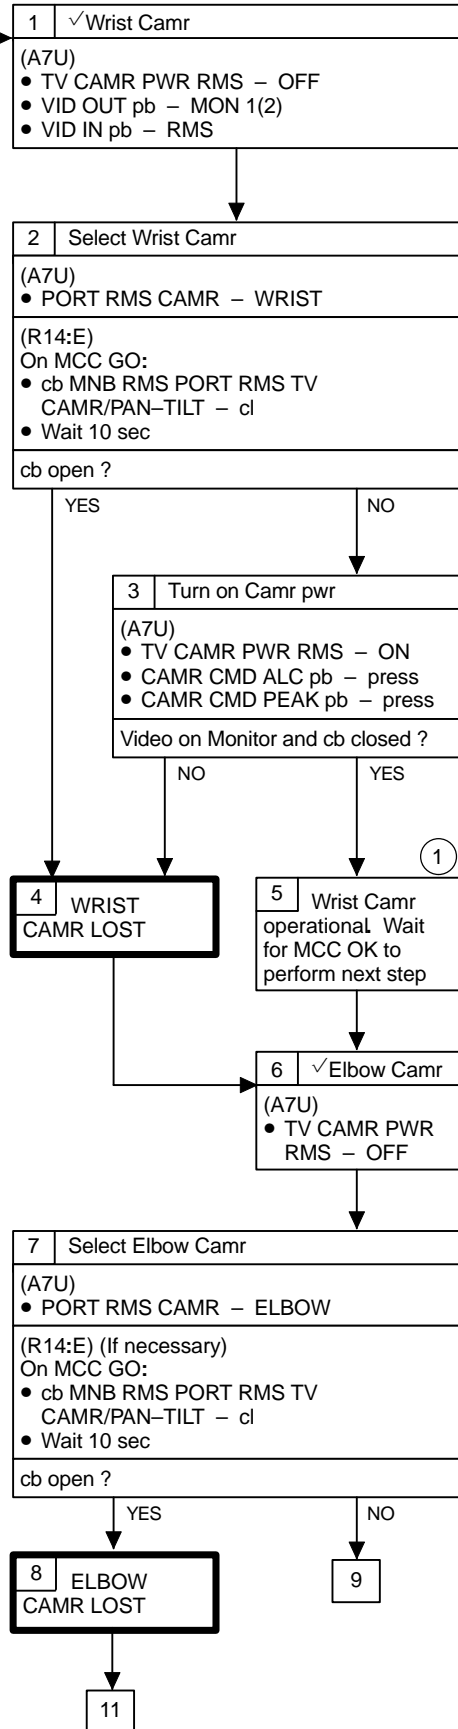 1 ✓Wrist Camr
(A7U)
• TV CAMR PWR RMS – OFF
• VID OUT pb – MON 1(2)
• VID IN pb – RMS
2 Select Wrist Camr
(A7U)
• PORT RMS CAMR – WRIST
(R14:E)
On MCC GO:
• cb MNB RMS PORT RMS TV
CAMR/PAN–TILT – cl
• Wait 10 sec
cb open ?
YES
NO
3 Turn on Camr pwr
(A7U)
• TV CAMR PWR RMS – ON
• CAMR CMD ALC pb – press
• CAMR CMD PEAK pb – press
Video on Monitor and cb closed ?
NO
YES
1
4 WRIST
CAMR LOST
5 Wrist Camr
operational. Wait
for MCC OK to
perform next step
6 ✓Elbow Camr
(A7U)
• TV CAMR PWR
RMS – OFF
7 Select Elbow Camr
(A7U)
• PORT RMS CAMR – ELBOW
(R14:E) (If necessary)
On MCC GO:
• cb MNB RMS PORT RMS TV
CAMR/PAN–TILT – cl
• Wait 10 sec
cb open ?
YES
NO
8 ELBOW
CAMR LOST
9
11